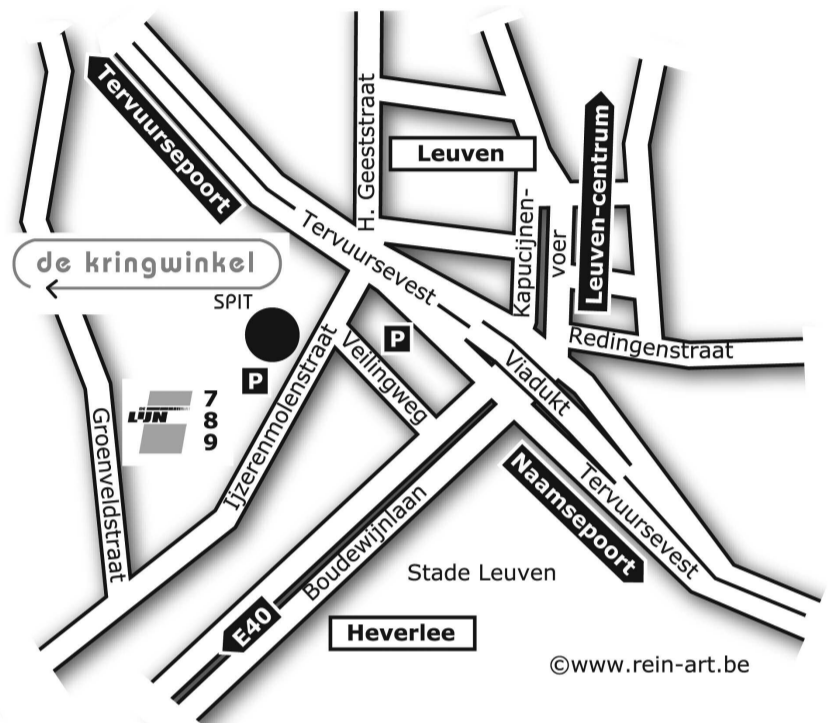 Tervuursepoort
H. Geeststraat
Leuven
Kapucijnen-
voer
Leuven-centrum
Tervuursevest
de kringwinkel
SPIT
P
P
Ijzerenmolenstraat
Veilingweg
Viadukt
Redingenstraat
LIJN
7
8
9
Groenveldstraat
Boudewijnlaan
Naamsepoort
Tervuursevest
Stade Leuven
E40
Heverlee
©www.rein-art.be